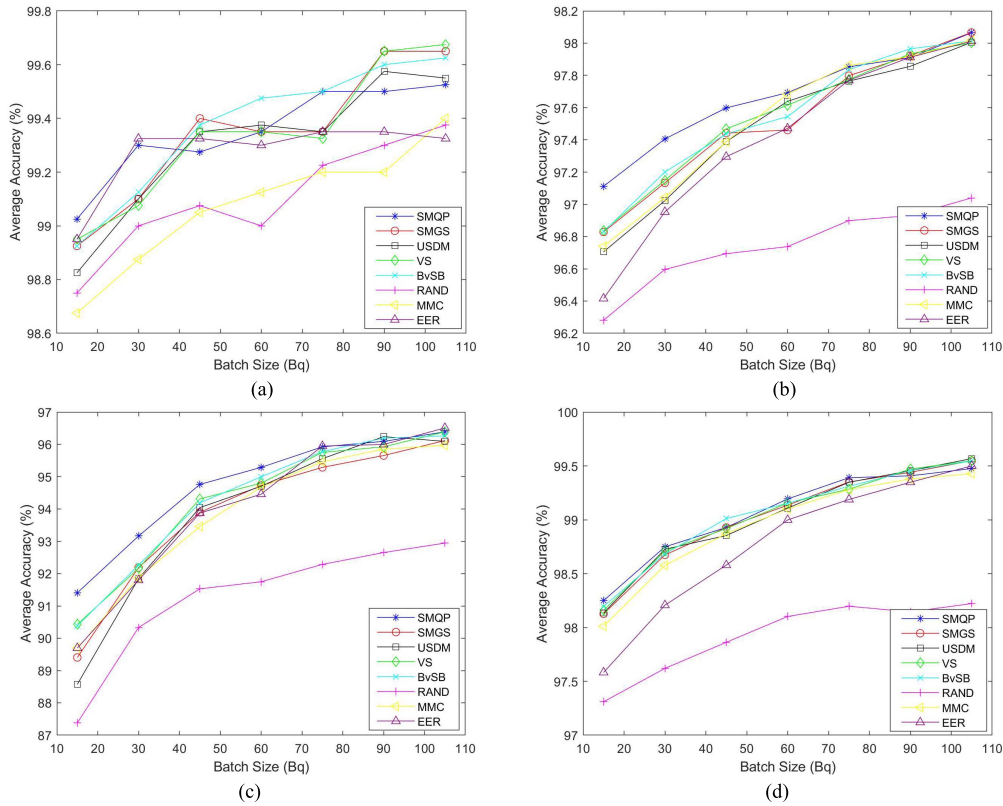 99.8
99.6
99.4
99.2
99
98.8
98.6
Average Accuracy (%)
10 20 30 40 50 60 70 80 90 100 110
Batch Size (Bq)
SMQP
SMGS
USDM
VS
BvSB
RAND
MMC
EER
(a)
98.2
98
97.8
97.6
97.4
97.2
97
96.8
96.6
96.4
96.2
Average Accuracy (%)
10 20 30 40 50 60 70 80 90 100 110
Batch Size (Bq)
SMQP
SMGS
USDM
VS
BvSB
RAND
MMC
EER
(b)
97
96
95
94
93
92
91
90
89
88
87
Average Accuracy (%)
10 20 30 40 50 60 70 80 90 100 110
Batch Size (Bq)
SMQP
SMGS
USDM
VS
BvSB
RAND
MMC
EER
(c)
100
99.5
99
98.5
98
97.5
97
Average Accuracy (%)
10 20 30 40 50 60 70 80 90 100 110
Batch Size (Bq)
SMQP
SMGS
USDM
VS
BvSB
RAND
MMC
EER
(d)